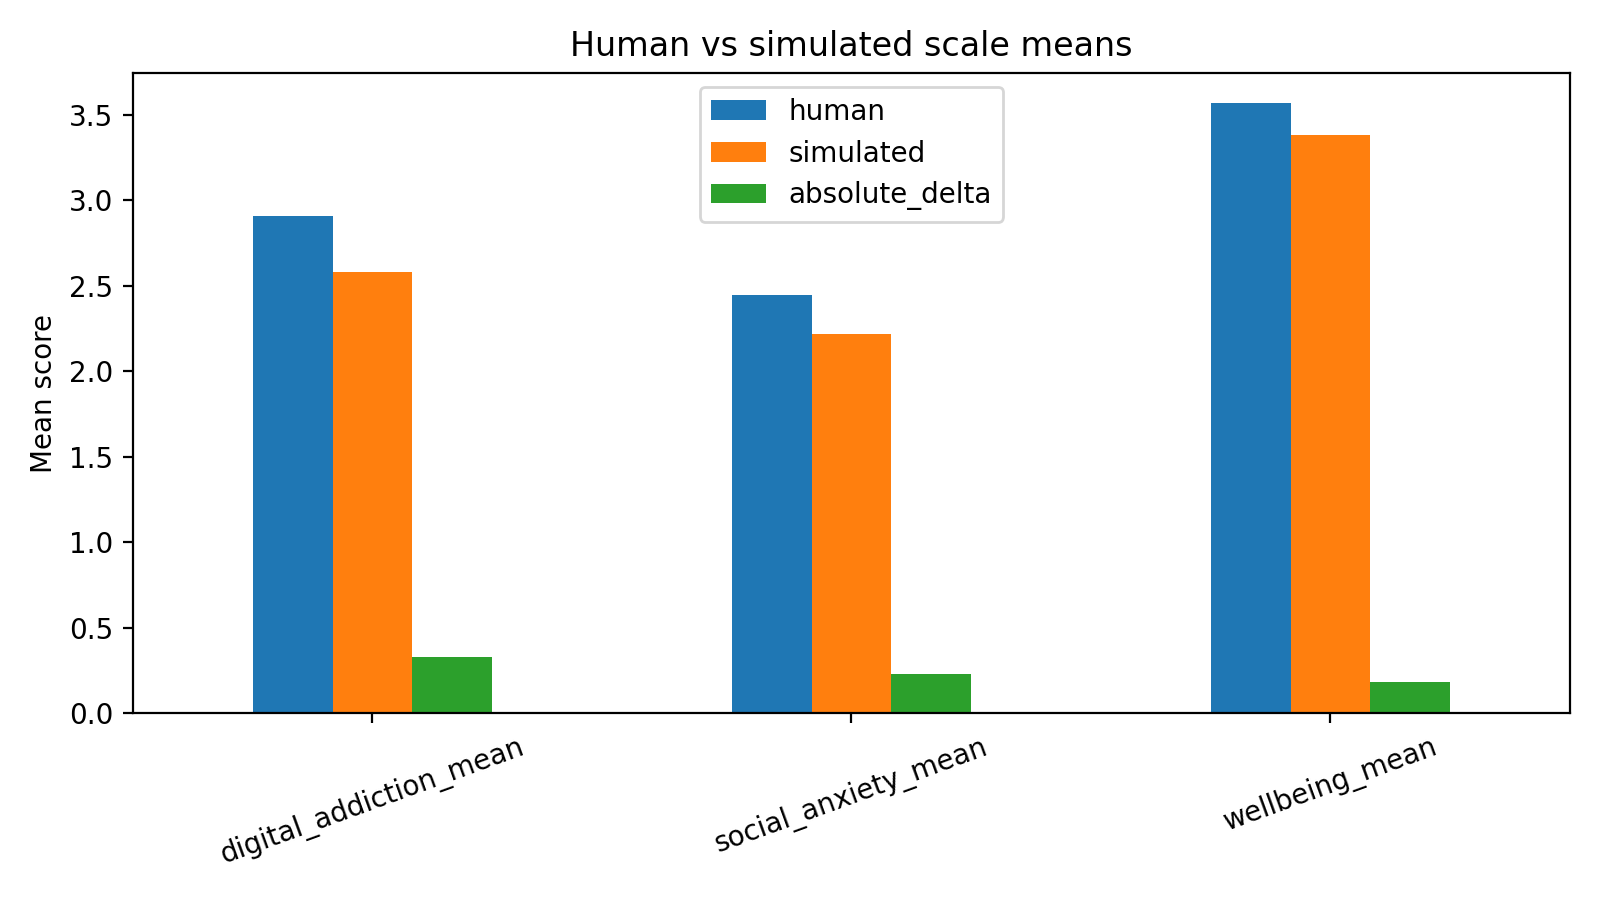 Human vs simulated scale means
human
simulated
absolute_delta
Mean score
3.5
3.0
2.5
2.0
1.5
1.0
0.5
0.0
digital_addiction_mean
social_anxiety_mean
wellbeing_mean